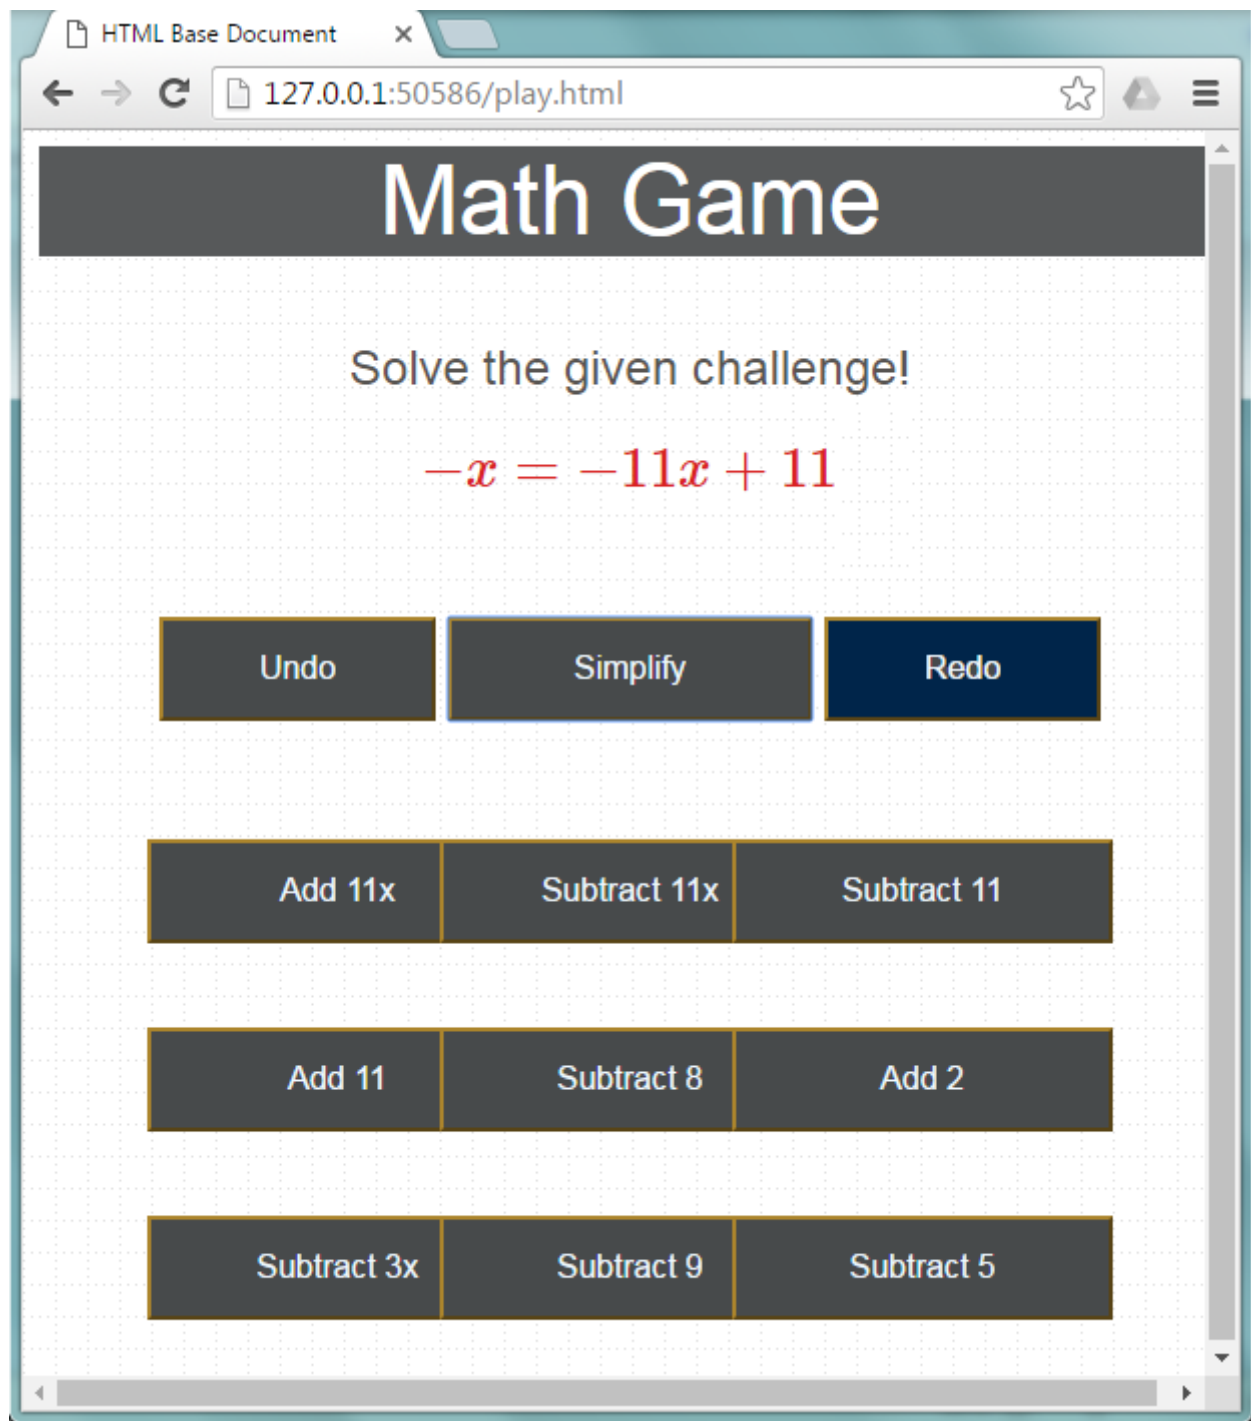 HTML Base Document
127.0.0.1:50586/play.html
Math Game
Solve the given challenge!
−x = −11x + 11
Undo Simplify Redo
Add 11x Subtract 11x Subtract 11
Add 11 Subtract 8 Add 2
Subtract 3x Subtract 9 Subtract 5